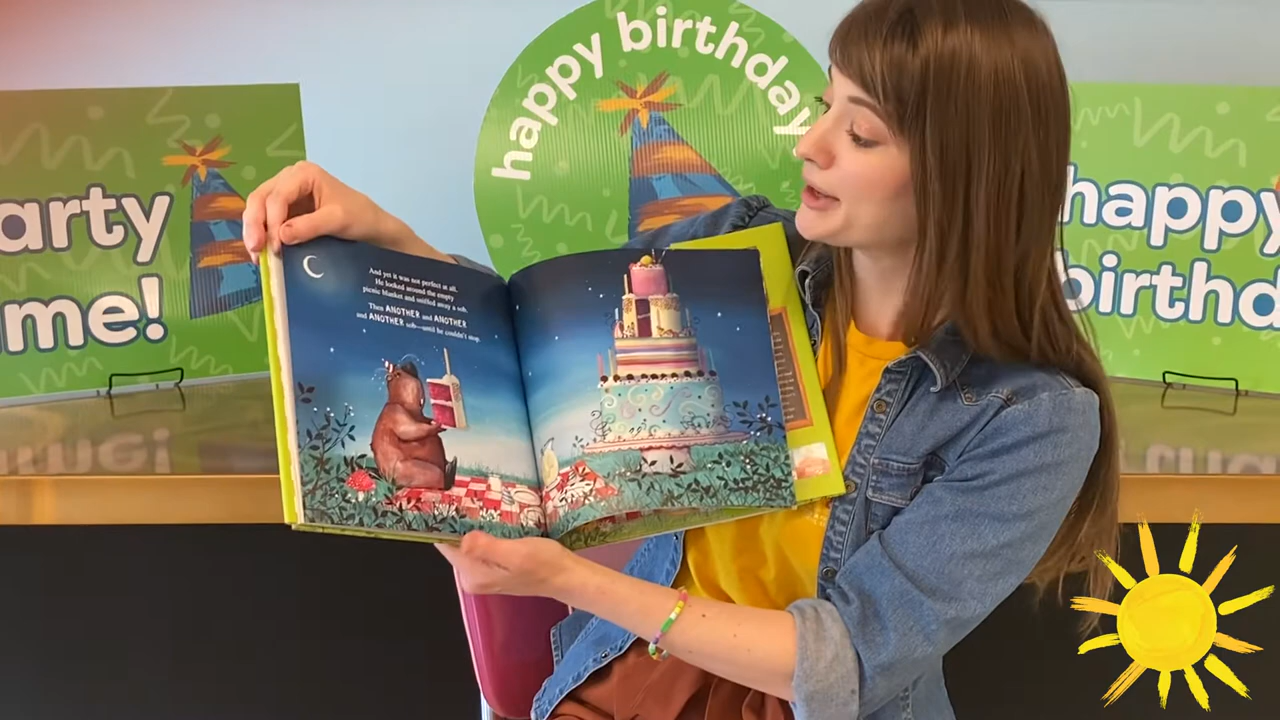 arty
me!
happy birthday
happy
birthd
And yet it was not perfect at all.
He looked around the empty
picnic blanket and sniffed away a sob.
Then ANOTHER and ANOTHER
and ANOTHER sob—until he couldn't stop.